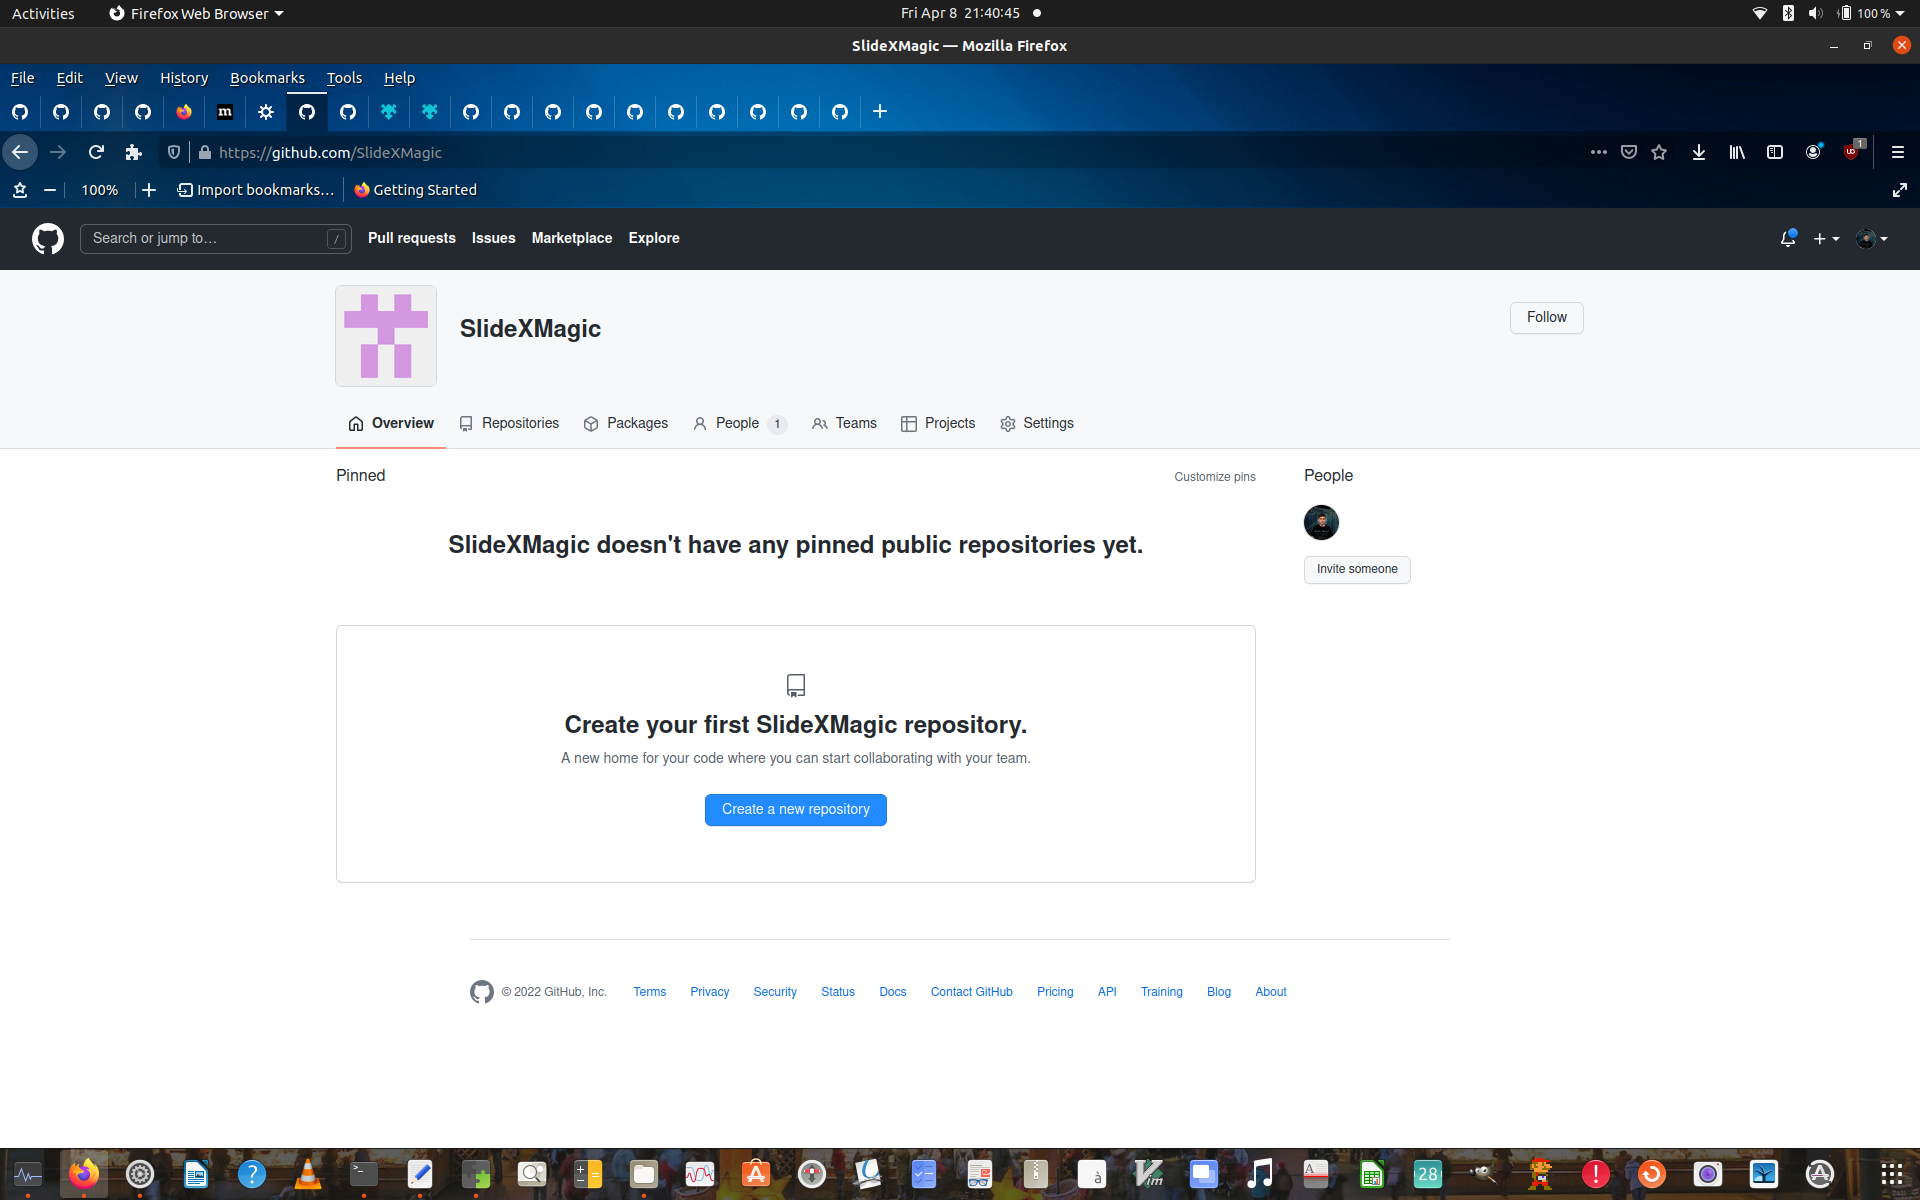 Activities Firefox Web Browser Fri Apr 8 21:40:45 100 %
SlideXMagic — Mozilla Firefox
File Edit View History Bookmarks Tools Help
m
https://github.com/SlideXMagic 1
100% Import bookmarks… Getting Started
Search or jump to… / Pull requests Issues Marketplace Explore
SlideXMagic
Follow
Overview Repositories Packages People 1 Teams Projects Settings
Pinned
Customize pins
People
SlideXMagic doesn't have any pinned public repositories yet.
Invite someone
Create your first SlideXMagic repository.
A new home for your code where you can start collaborating with your team.
Create a new repository
© 2022 GitHub, Inc. Terms Privacy Security Status Docs Contact GitHub Pricing API Training Blog About
28